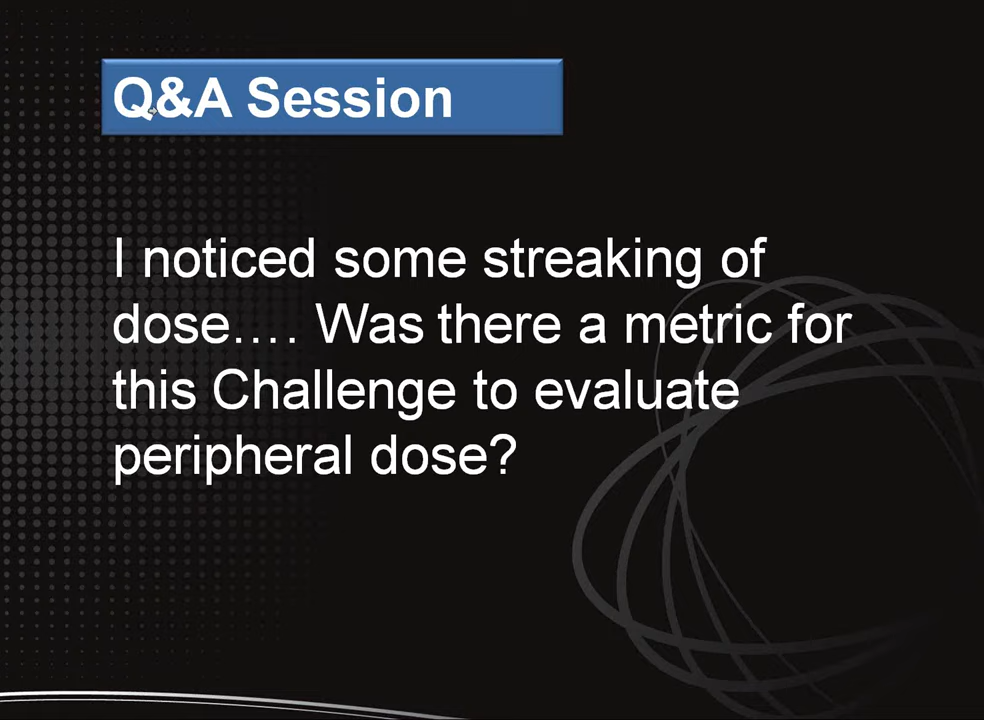 Q&A Session
I noticed some streaking of
dose…. Was there a metric for
this Challenge to evaluate
peripheral dose?